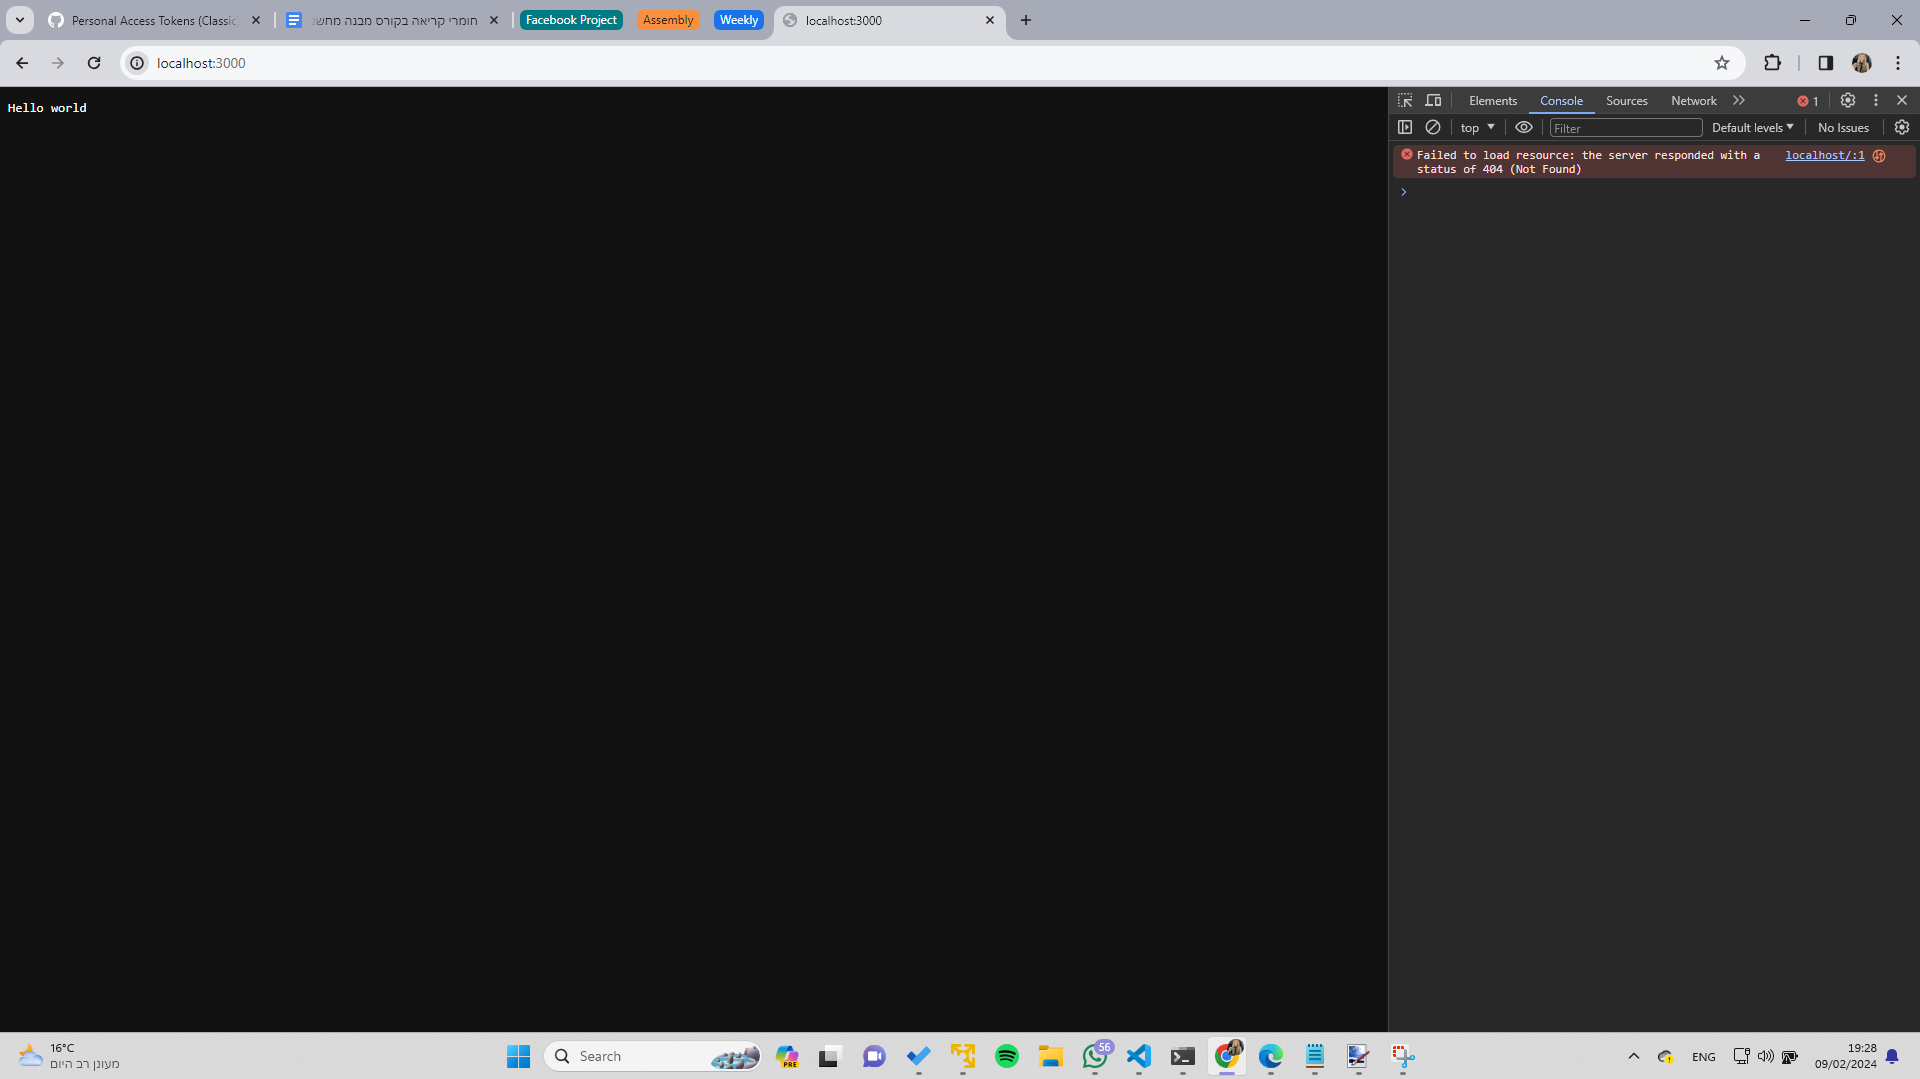 Personal Access Tokens (Classic
חומרי קריאה בקורס מבנה מחשב
Facebook Project
Assembly
Weekly
localhost:3000
localhost:3000
Hello world
Elements
Console
Sources
Network
1
top
Filter
Default levels
No Issues
Failed to load resource: the server responded with a
status of 404 (Not Found)
localhost/:1
16°C
מעונן רב היום
Search
PRE
56
ENG
19:28
09/02/2024